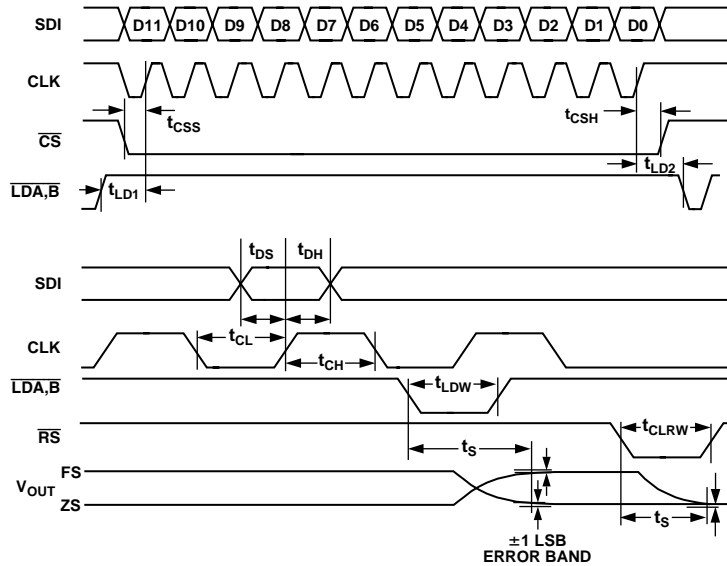 SDI D11 D10 D9 D8 D7 D6 D5 D4 D3 D2 D1 D0
CLK
tCSS tCSH
CS
tLD2
LDA,B tLD1
tDS tDH
SDI
CLK tCL
tCH
LDA,B tLDW
RS tCLRW
tS
FS
VOUT
ZS tS
±1 LSB
ERROR BAND